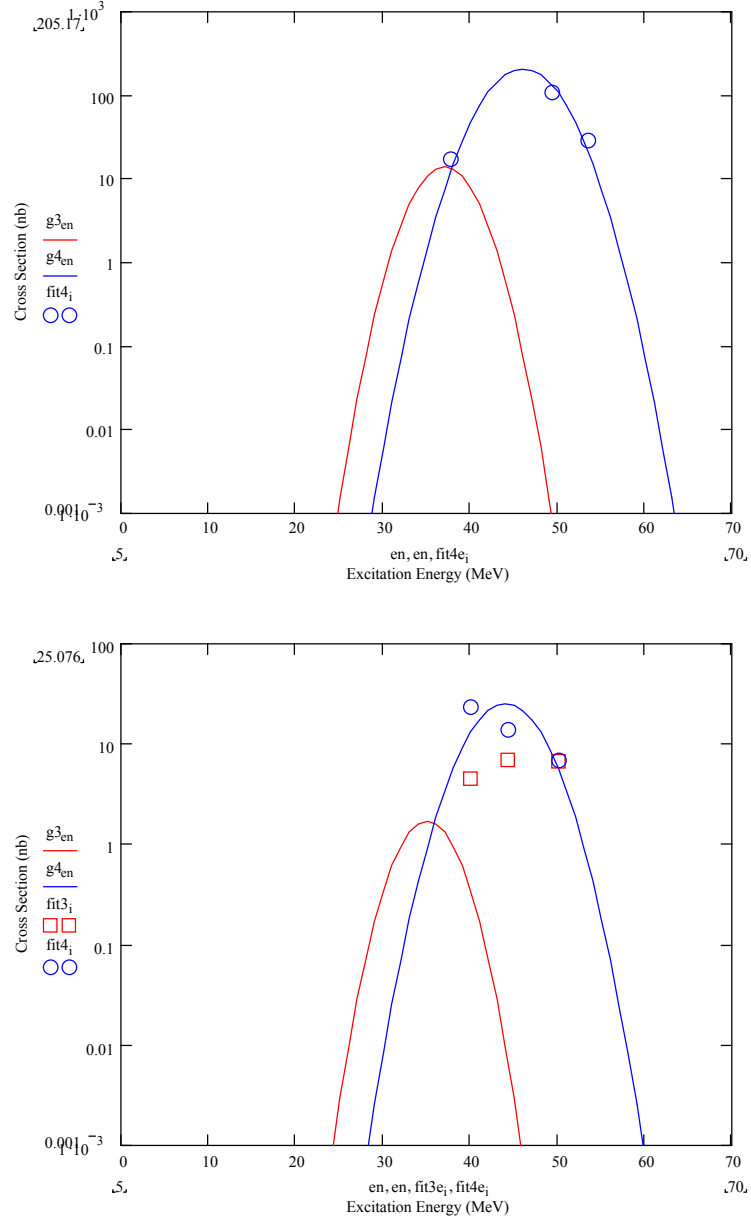 1·10³
205.17
100
10
1
0.1
0.01
0.001
1·10⁻³
Cross Section (nb)
g3en
g4en
fit4i
0 10 20 30 40 50 60 70
5 en, en, fit4ei 70
Excitation Energy (MeV)
100
25.076
10
1
0.1
0.01
0.001
1·10⁻³
Cross Section (nb)
g3en
g4en
fit3i
fit4i
0 10 20 30 40 50 60 70
5 en, en, fit3ei, fit4ei 70
Excitation Energy (MeV)